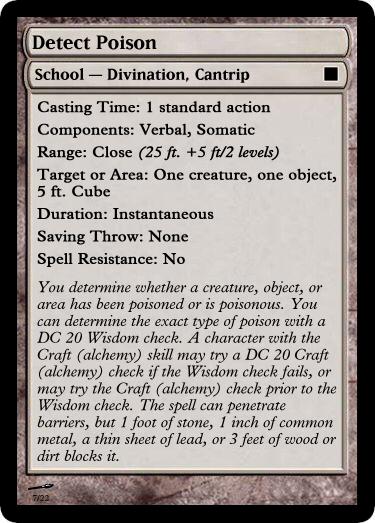 Detect Poison
School — Divination, Cantrip
Casting Time: 1 standard action
Components: Verbal, Somatic
Range: Close (25 ft. +5 ft/2 levels)
Target or Area: One creature, one object,
5 ft. Cube
Duration: Instantaneous
Saving Throw: None
Spell Resistance: No
You determine whether a creature, object, or
area has been poisoned or is poisonous. You
can determine the exact type of poison with a
DC 20 Wisdom check. A character with the
Craft (alchemy) skill may try a DC 20 Craft
(alchemy) check if the Wisdom check fails, or
may try the Craft (alchemy) check prior to the
Wisdom check. The spell can penetrate
barriers, but 1 foot of stone, 1 inch of common
metal, a thin sheet of lead, or 3 feet of wood or
dirt blocks it.
7/22